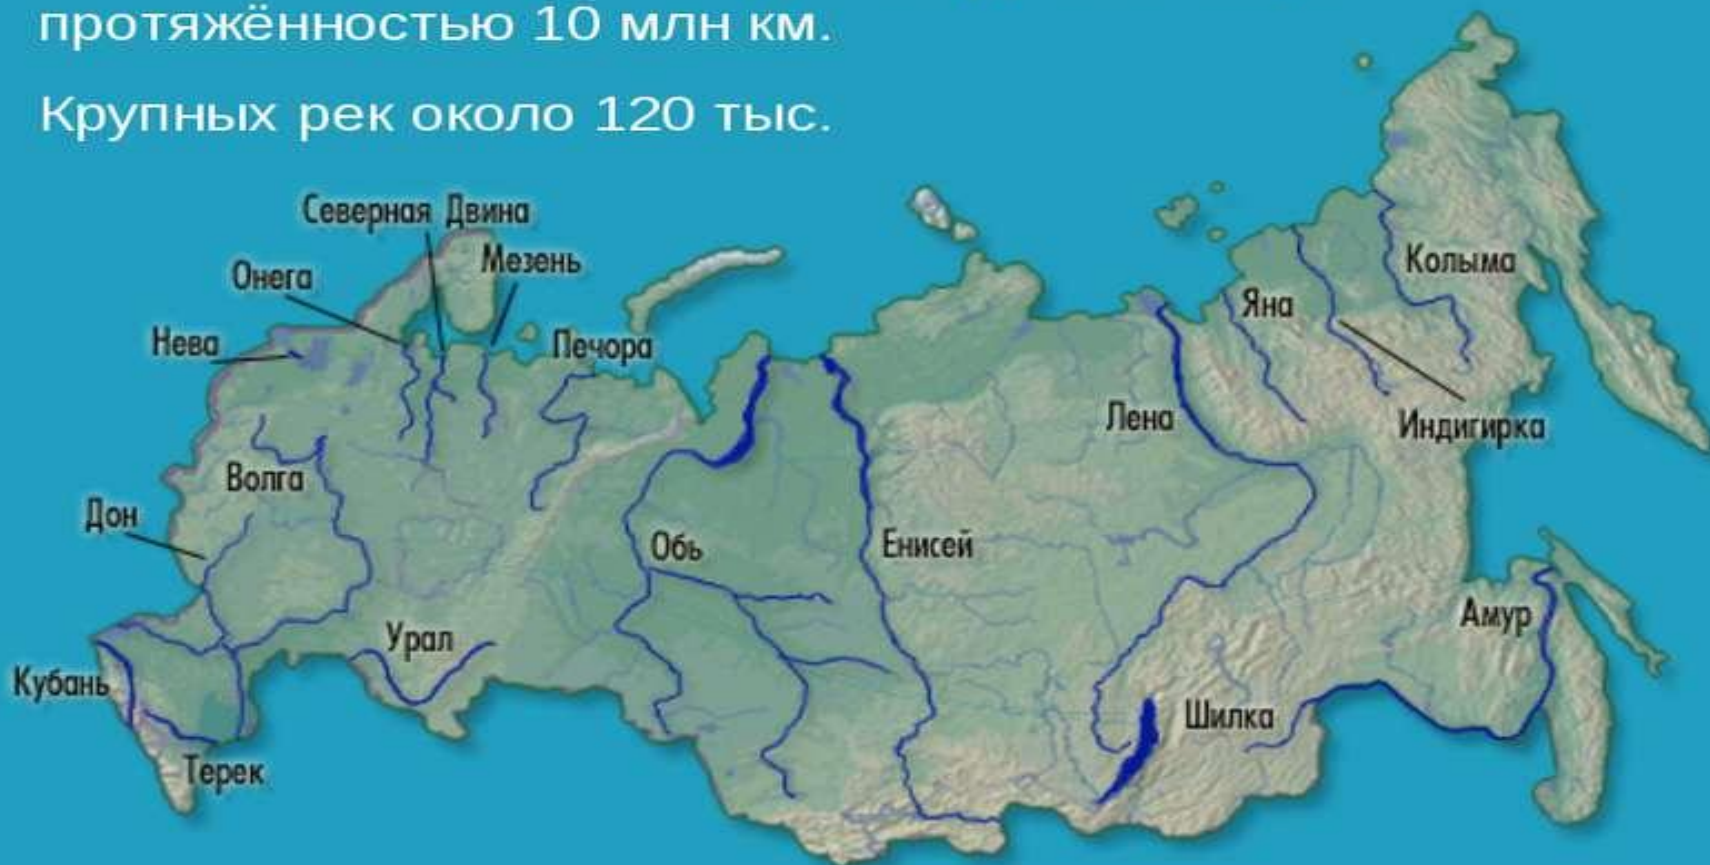 протяжённостью 10 млн км.
Крупных рек около 120 тыс.
Северная Двина
Мезень
Онега
Нева
Печора
Колыма
Яна
Лена
Индигирка
Волга
Дон
Обь
Енисей
Амур
Урал
Кубань
Шилка
Терек